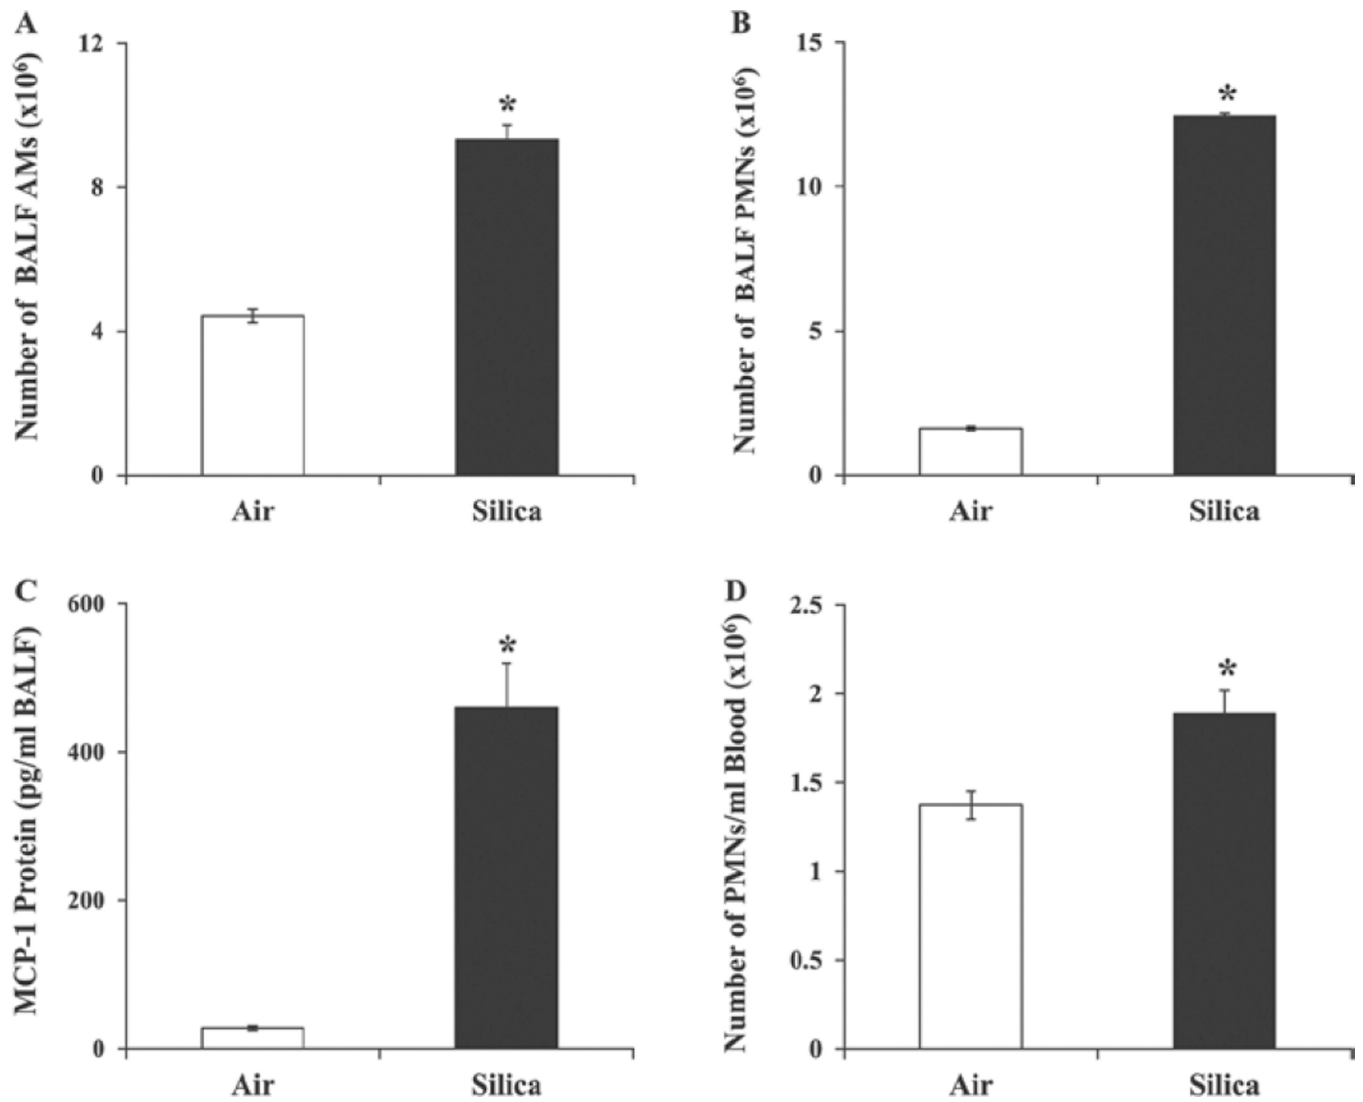 A
Number of BALF AMs (x10⁶)
12
8
4
0
*
Air
Silica
B
Number of BALF PMNs (x10⁶)
15
10
5
0
*
Air
Silica
C
MCP-1 Protein (pg/ml BALF)
600
400
200
0
*
Air
Silica
D
Number of PMNs/ml Blood (x10⁶)
2.5
2
1.5
1
0.5
0
*
Air
Silica